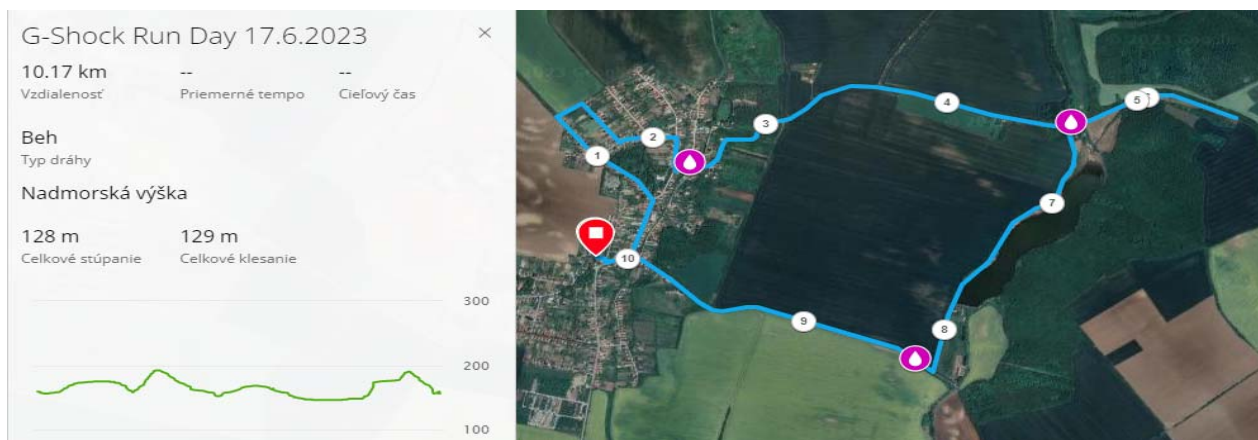 G-Shock Run Day 17.6.2023
10.17 km -- --
Vzdialenosť Priemerné tempo Cieľový čas
Beh
Typ dráhy
Nadmorská výška
128 m 129 m
Celkové stúpanie Celkové klesanie
300
200
100
1
2
3
4
5
7
8
9
10